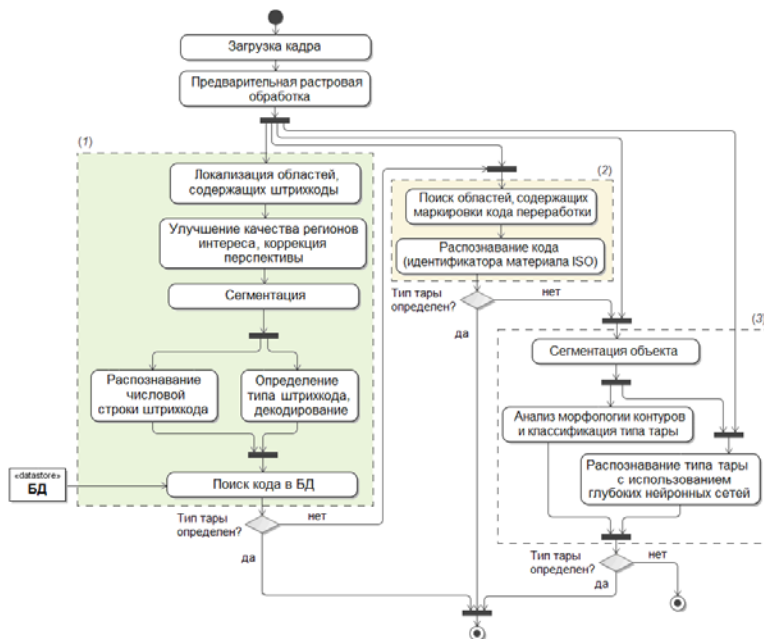 Загрузка кадра
Предварительная растровая
обработка
(1)
Локализация областей,
содержащих штрихкоды
Улучшение качества регионов
интереса, коррекция
перспективы
Сегментация
Распознавание
числовой
строки штрихкода
Определение
типа штрихкода,
декодирование
«datastore»
БД
Поиск кода в БД
Тип тары
определен?
нет
да
(2)
Поиск областей, содержащих
маркировки кода переработки
Распознавание кода
(идентификатора материала ISO)
Тип тары
определен?
нет
да
(3)
Сегментация объекта
Анализ морфологии контуров
и классификация типа тары
Распознавание типа тары
с использованием
глубоких нейронных сетей
Тип тары
определен?
нет
да